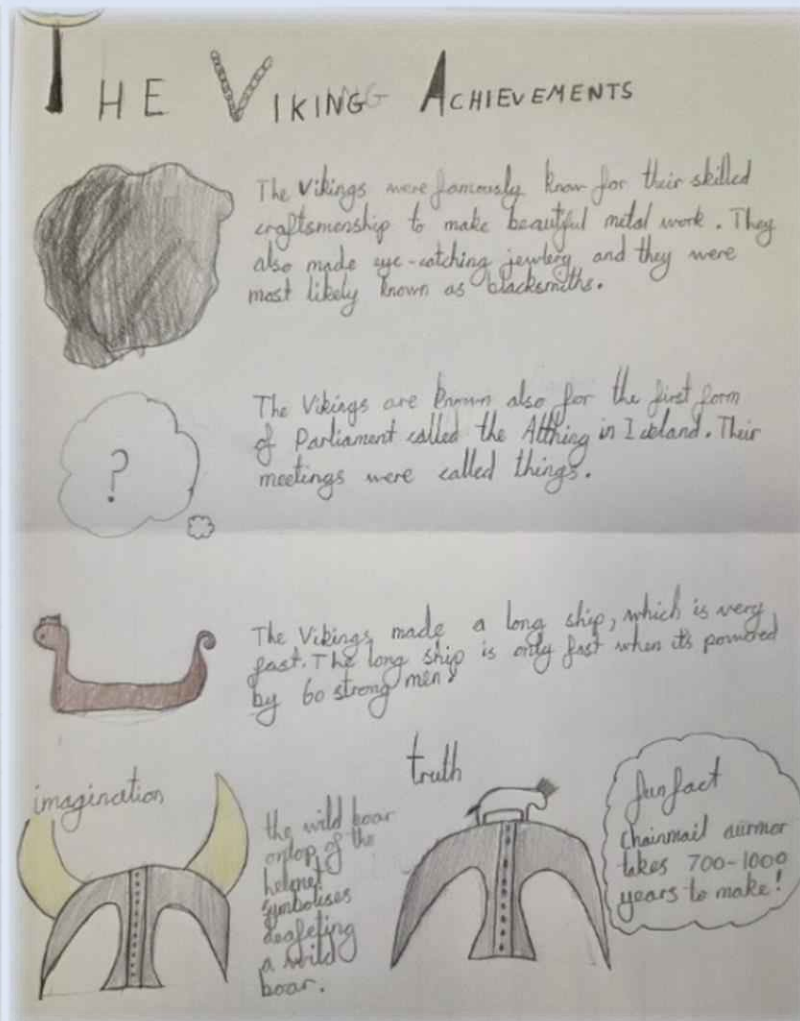 THE VIKING ACHIEVEMENTS
The Vikings were famously know for their skilled
craftsmenship to make beautiful metal work. They
also made eye-catching jewlery and they were
most likely known as blacksmiths.
?
The Vikings are known also for the first form
of Parliament called the Althing in Iceland. Their
meetings were called things.
The Vikings made a long ship, which is very
fast. The long ship is only fast when it's powered
by 60 strong men!
imagination
the wild boar
ontop of the
helmet
symbolises
deafeting
a wild
boar.
truth
fun fact
chainmail aurmor
takes 700-1000
years to make!